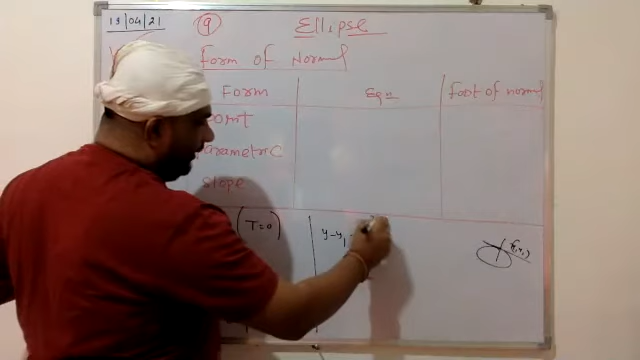 19/04/21 9 Ellipse
Form of Normal
Form Eqn Foot of normal
Point
Parametric
Slope
(T=0) y-y₁
(x₁,y₁)